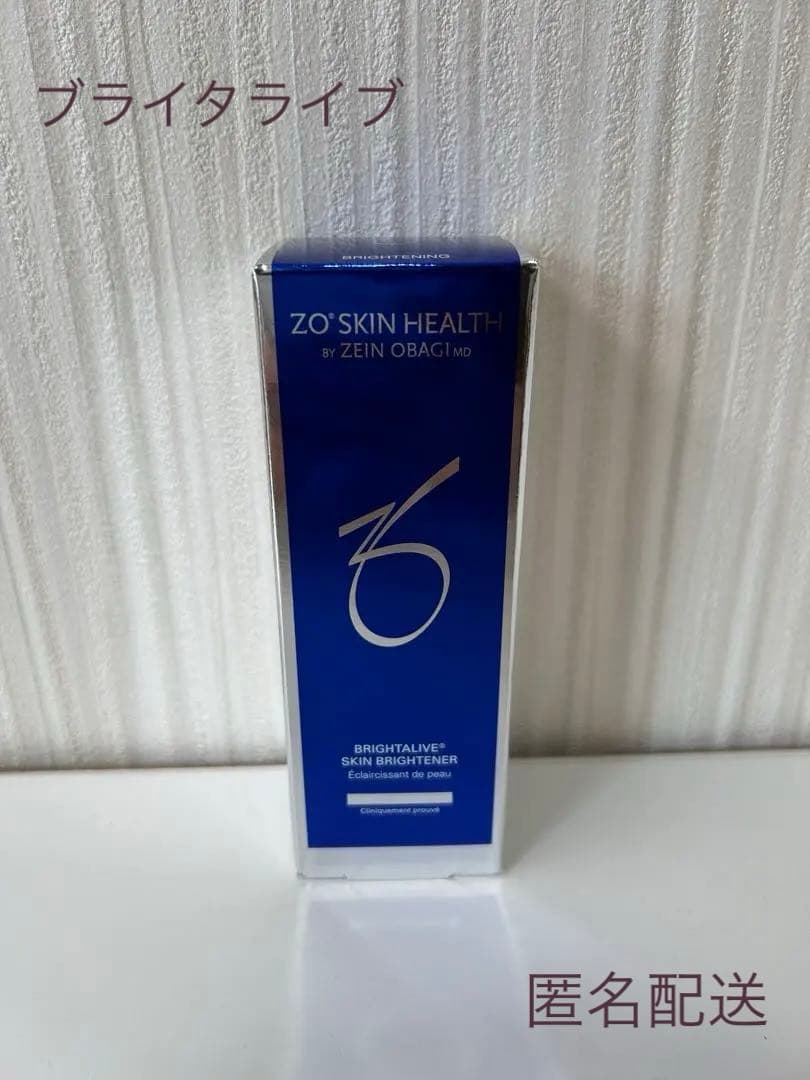 ブライタライブ
BRIGHTENING
ZO® SKIN HEALTH
BY ZEIN OBAGI MD
BRIGHTALIVE®
SKIN BRIGHTENER
Éclaircissant de peau
Cliniquement prouvé
匿名配送